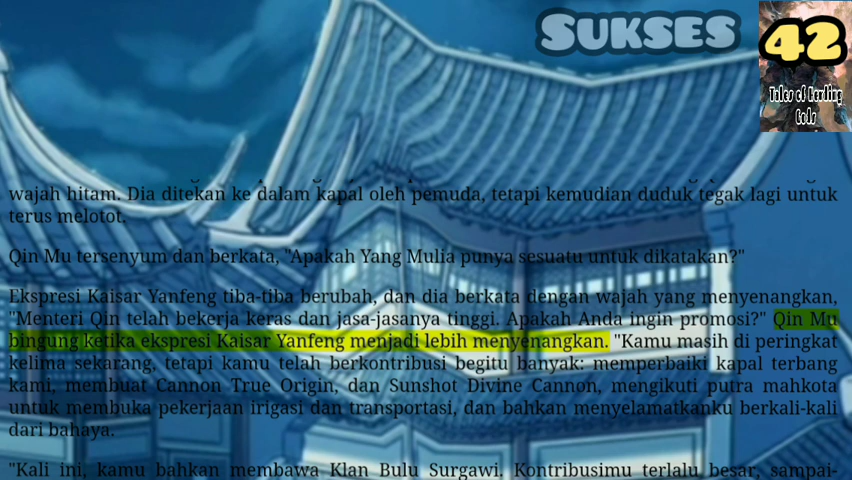 SUKSES
42
Tales of Herding
Gods
wajah hitam. Dia ditekan ke dalam kapal oleh pemuda, tetapi kemudian duduk tegak lagi untuk
terus melotot.
Qin Mu tersenyum dan berkata, "Apakah Yang Mulia punya sesuatu untuk dikatakan?"
Ekspresi Kaisar Yanfeng tiba-tiba berubah, dan dia berkata dengan wajah yang menyenangkan,
"Menteri Qin telah bekerja keras dan jasa-jasanya tinggi. Apakah Anda ingin promosi?" Qin Mu
bingung ketika ekspresi Kaisar Yanfeng menjadi lebih menyenangkan. "Kamu masih di peringkat
kelima sekarang, tetapi kamu telah berkontribusi begitu banyak: memperbaiki kapal terbang
kami, membuat Cannon True Origin, dan Sunshot Divine Cannon, mengikuti putra mahkota
untuk membuka pekerjaan irigasi dan transportasi, dan bahkan menyelamatkanku berkali-kali
dari bahaya.
"Kali ini, kamu bahkan membawa Klan Bulu Surgawi. Kontribusimu terlalu besar, sampai-